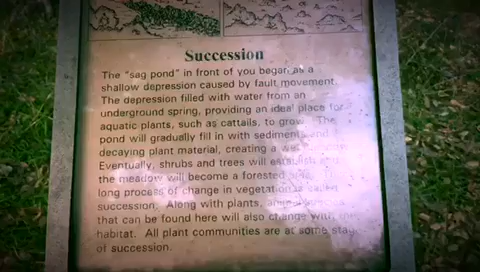 Succession
The "sag pond" in front of you began as a
shallow depression caused by fault movement.
The depression filled with water from an
underground spring, providing an ideal place for
aquatic plants, such as cattails, to grow. The
pond will gradually fill in with sediment and
decaying plant material, creating a
Eventually, shrubs and trees will establish and
the meadow will become a forested
long process of change in vegetation is called
succession. Along with plants, animal
that can be found here will also change with the
habitat. All plant communities are at some stage
of succession.